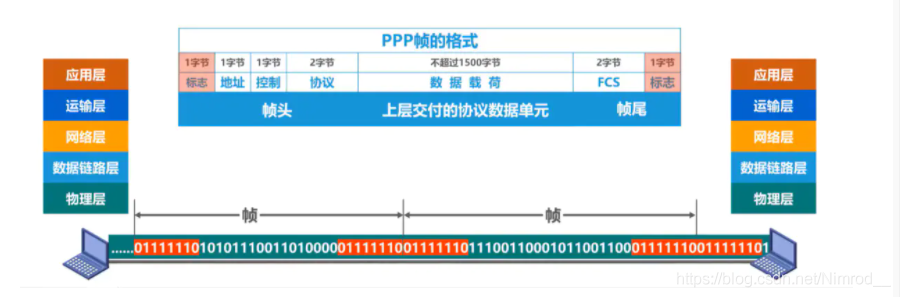 PPP帧的格式
1字节 1字节 1字节 2字节 不超过1500字节 2字节 1字节
标志 地址 控制 协议 数据载荷 FCS 标志
帧头 上层交付的协议数据单元 帧尾
应用层
运输层
网络层
数据链路层
物理层
应用层
运输层
网络层
数据链路层
物理层
帧 帧
......011111101010111001101000001111110011111101110011000101100110001111110011111101
https://blog.csdn.net/Nimrod__